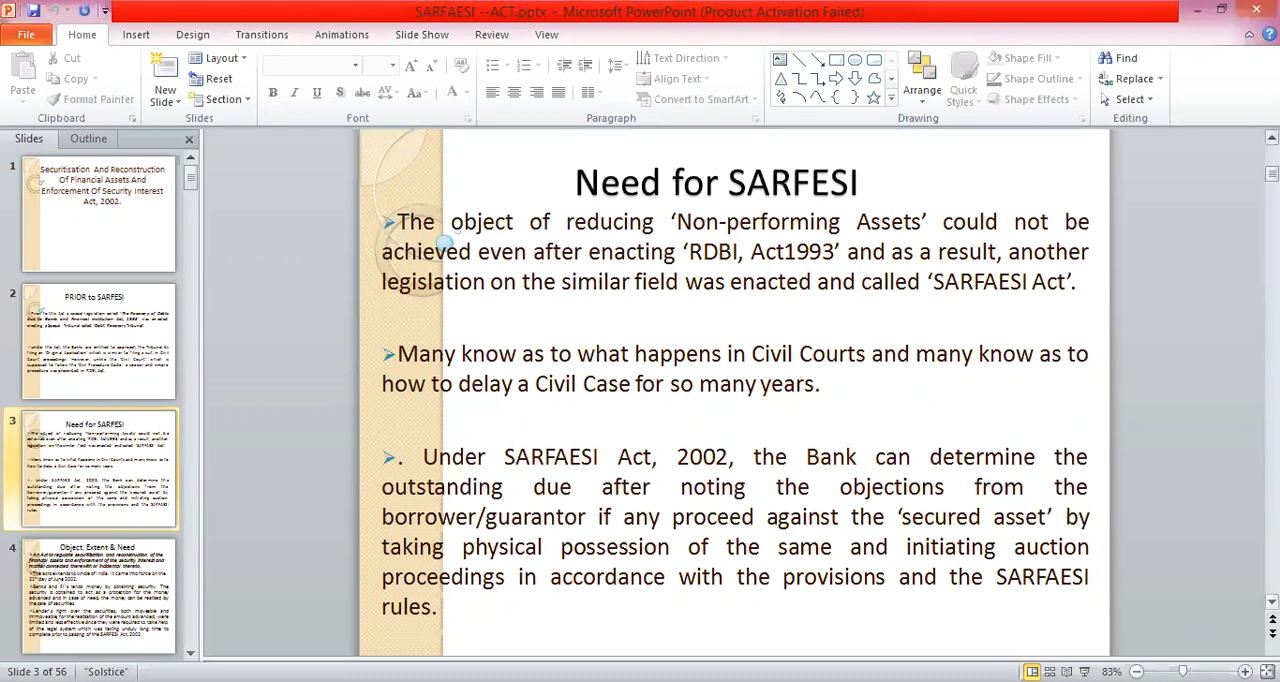 SARFAESI --ACT.pptx - Microsoft PowerPoint (Product Activation Failed)
File Home Insert Design Transitions Animations Slide Show Review View
Paste
Cut
Copy
Format Painter
Clipboard
New
Slide
Layout
Reset
Section
Slides
Font
Text Direction
Align Text
Convert to SmartArt
Paragraph
Arrange
Quick
Styles
Shape Fill
Shape Outline
Shape Effects
Drawing
Find
Replace
Select
Editing
Slides Outline
1
Securitisation And Reconstruction
Of Financial Assets And
Enforcement Of Security Interest
Act, 2002.
2
PRIOR to SARFESI
3
Need for SARFESI
4
Object, Extent & Need
Need for SARFESI
The object of reducing ‘Non-performing Assets’ could not be
achieved even after enacting ‘RDBI, Act1993’ and as a result, another
legislation on the similar field was enacted and called ‘SARFAESI Act’.
Many know as to what happens in Civil Courts and many know as to
how to delay a Civil Case for so many years.
. Under SARFAESI Act, 2002, the Bank can determine the
outstanding due after noting the objections from the
borrower/guarantor if any proceed against the ‘secured asset’ by
taking physical possession of the same and initiating auction
proceedings in accordance with the provisions and the SARFAESI
rules.
Slide 3 of 56 "Solstice" 83%